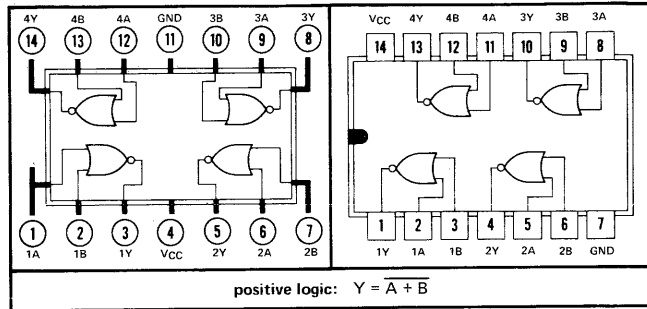 4Y 4B 4A GND 3B 3A 3Y
14 13 12 11 10 9 8
1 2 3 4 5 6 7
1A 1B 1Y VCC 2Y 2A 2B
VCC 4Y 4B 4A 3Y 3B 3A
14 13 12 11 10 9 8
1 2 3 4 5 6 7
1Y 1A 1B 2Y 2A 2B GND
positive logic: Y = A + B